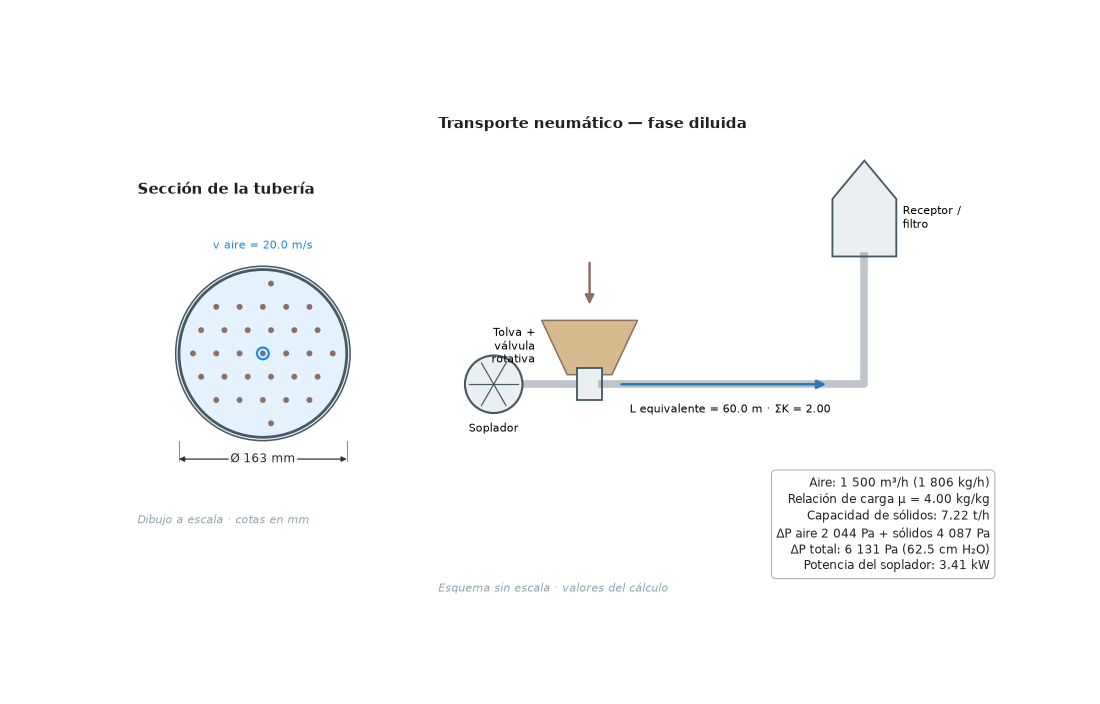 Transporte neumático — fase diluida
Sección de la tubería
v aire = 20.0 m/s
Ø 163 mm
Dibujo a escala · cotas en mm
Receptor /
filtro
Tolva +
válvula
rotativa
Soplador
L equivalente = 60.0 m · ΣK = 2.00
Aire: 1 500 m³/h (1 806 kg/h)
Relación de carga μ = 4.00 kg/kg
Capacidad de sólidos: 7.22 t/h
ΔP aire 2 044 Pa + sólidos 4 087 Pa
ΔP total: 6 131 Pa (62.5 cm H₂O)
Potencia del soplador: 3.41 kW
Esquema sin escala · valores del cálculo